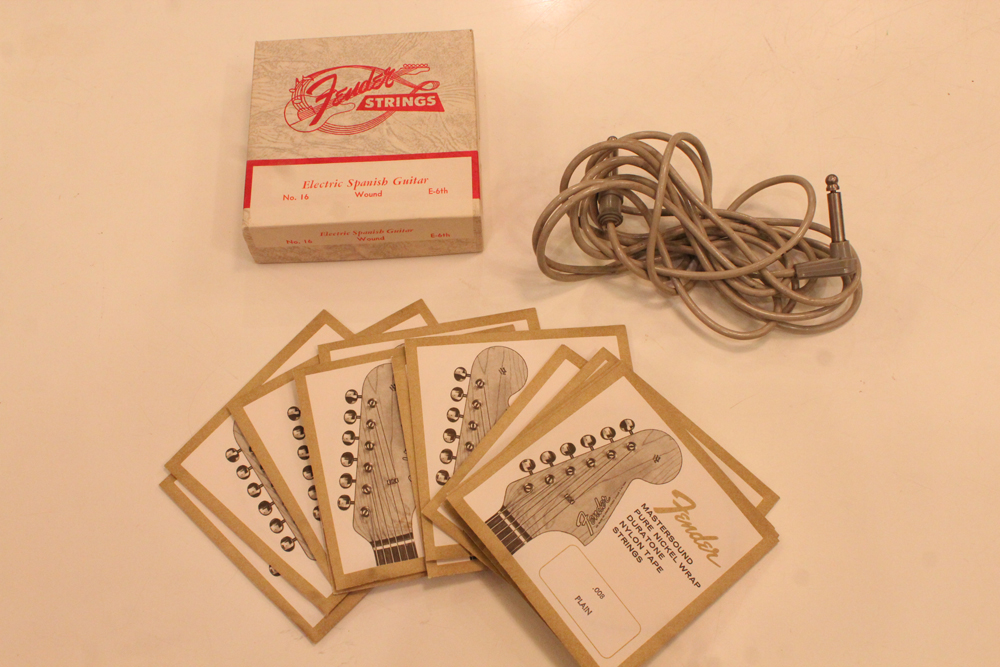 Fender
STRINGS
Electric Spanish Guitar
No. 16 Wound E-6th
Electric Spanish Guitar
No. 16 Wound E-6th
Fender
Fender
MASTERSOUND
PURE NICKEL WRAP
DURATONE
NYLON TAPE
STRINGS
.008
PLAIN